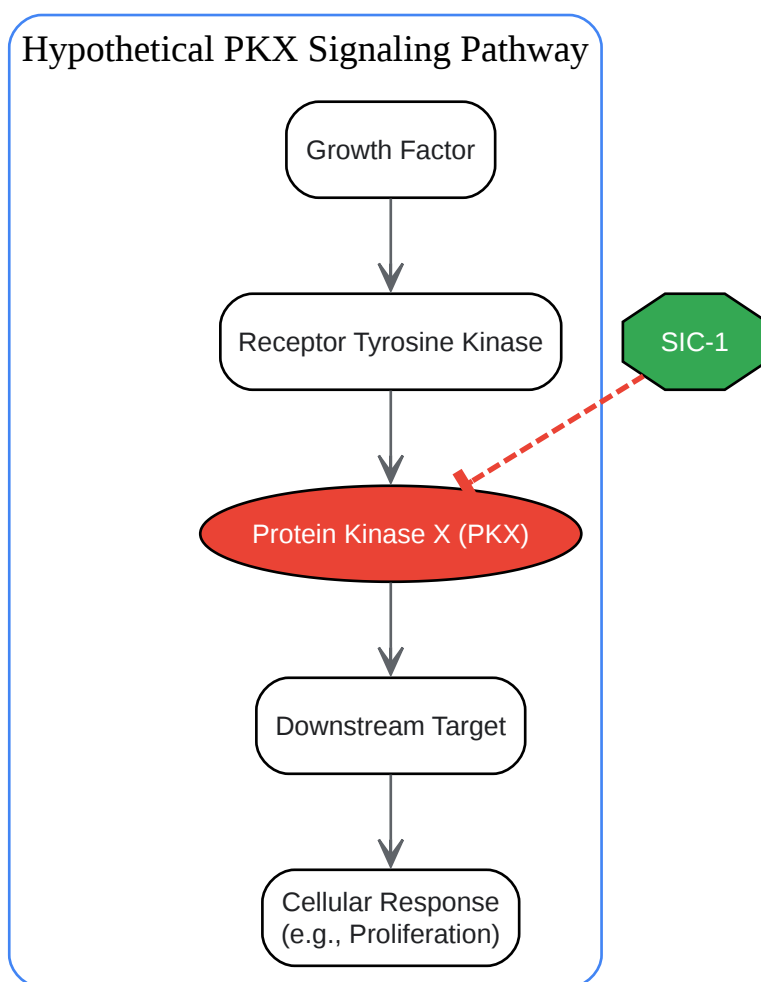 Hypothetical PKX Signaling Pathway
Growth Factor
Receptor Tyrosine Kinase
SIC-1
Protein Kinase X (PKX)
Downstream Target
Cellular Response
(e.g., Proliferation)